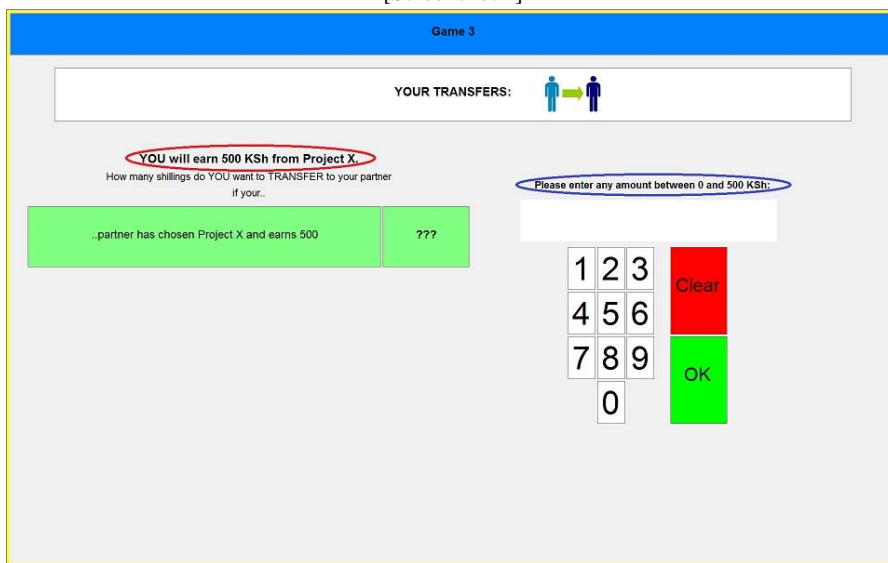 Game 3
YOUR TRANSFERS:
YOU will earn 500 KSh from Project X.
How many shillings do YOU want to TRANSFER to your partner
if your..
..partner has chosen Project X and earns 500
???
Please enter any amount between 0 and 500 KSh:
1 2 3
Clear
4 5 6
7 8 9
OK
0